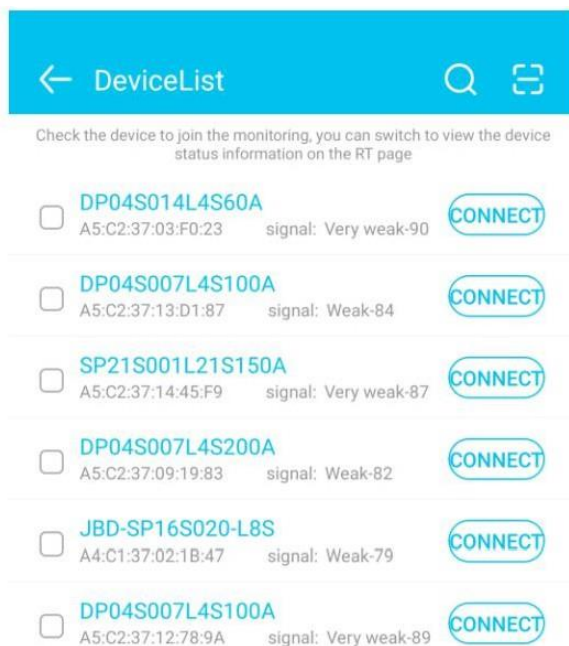 DeviceList
Check the device to join the monitoring, you can switch to view the device
status information on the RT page
DP04S014L4S60A
A5:C2:37:03:F0:23 signal: Very weak-90 CONNECT
DP04S007L4S100A
A5:C2:37:13:D1:87 signal: Weak-84 CONNECT
SP21S001L21S150A
A5:C2:37:14:45:F9 signal: Very weak-87 CONNECT
DP04S007L4S200A
A5:C2:37:09:19:83 signal: Weak-82 CONNECT
JBD-SP16S020-L8S
A4:C1:37:02:1B:47 signal: Weak-79 CONNECT
DP04S007L4S100A
A5:C2:37:12:78:9A signal: Very weak-89 CONNECT